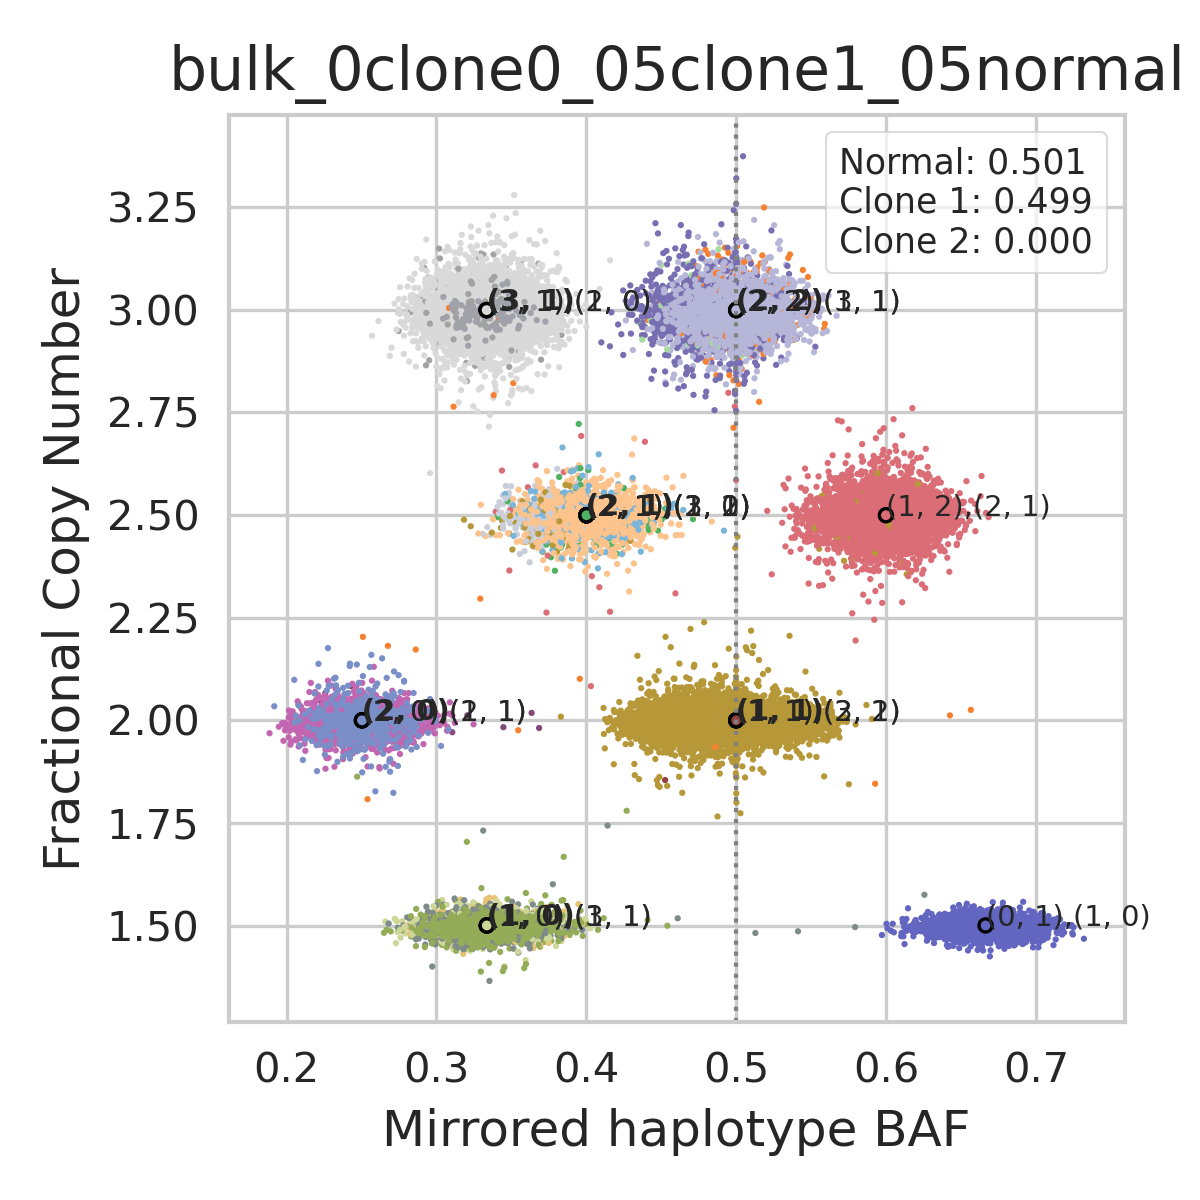 bulk_0clone0_05clone1_05normal
Normal: 0.501
Clone 1: 0.499
Clone 2: 0.000
3.25
3.00
2.75
2.50
2.25
2.00
1.75
1.50
(1, 2),(2, 1)
(0, 1),(1, 0)
0.2 0.3 0.4 0.5 0.6 0.7
Mirrored haplotype BAF
Fractional Copy Number